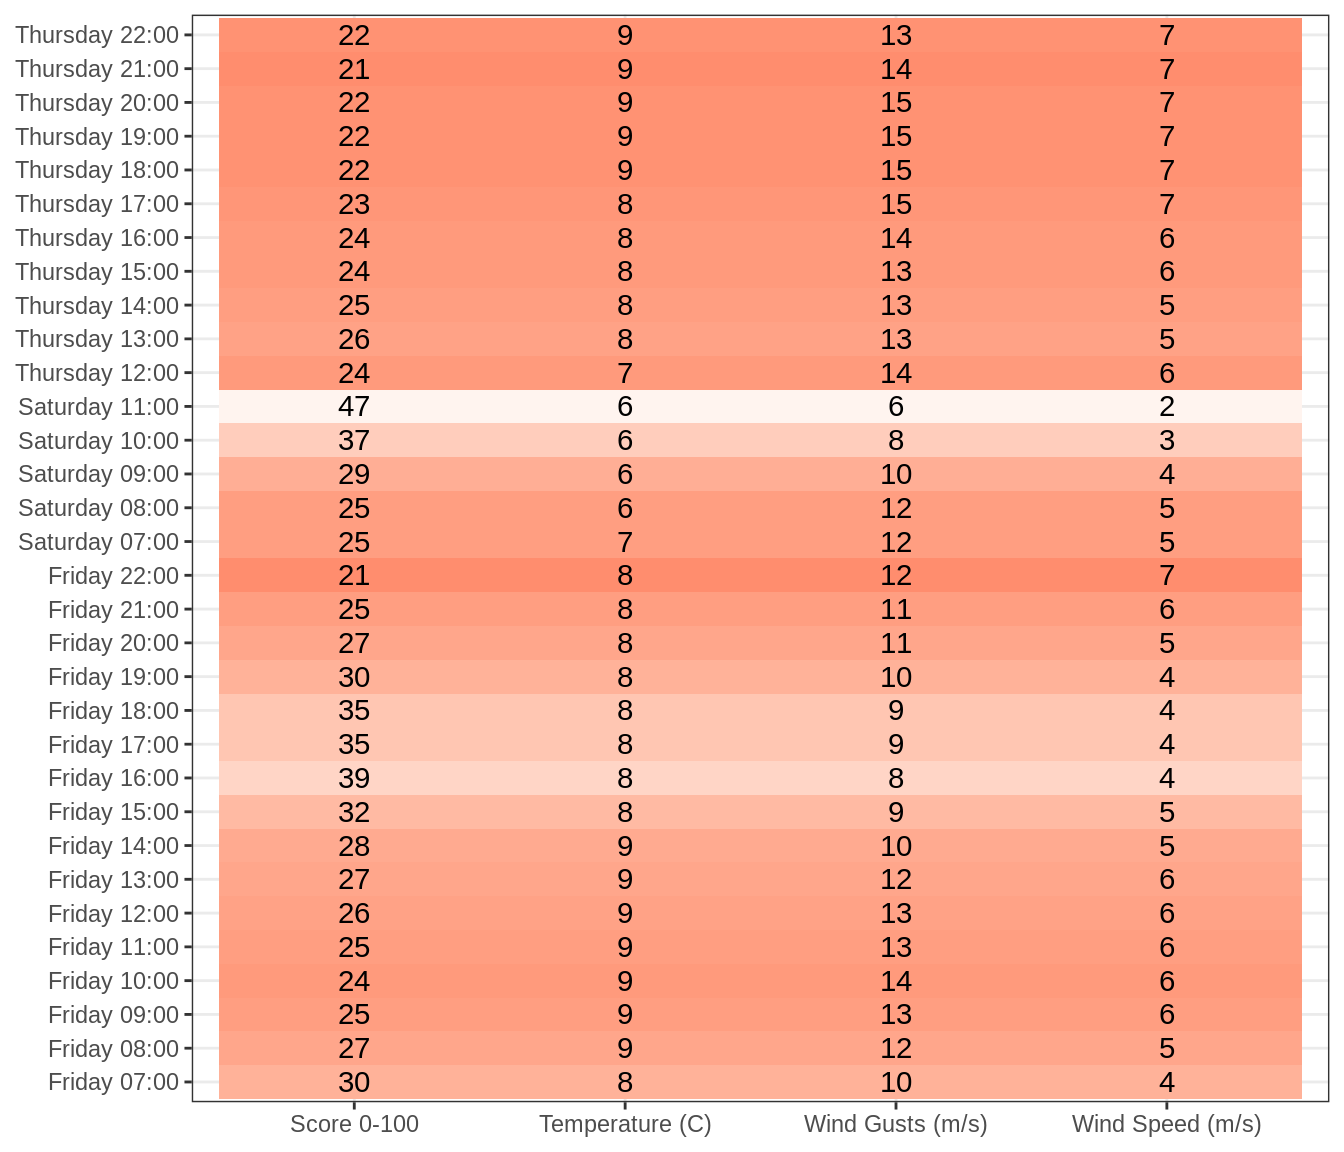 Thursday 22:00 22 9 13 7
Thursday 21:00 21 9 14 7
Thursday 20:00 22 9 15 7
Thursday 19:00 22 9 15 7
Thursday 18:00 22 9 15 7
Thursday 17:00 23 8 15 7
Thursday 16:00 24 8 14 6
Thursday 15:00 24 8 13 6
Thursday 14:00 25 8 13 5
Thursday 13:00 26 8 13 5
Thursday 12:00 24 7 14 6
Saturday 11:00 47 6 6 2
Saturday 10:00 37 6 8 3
Saturday 09:00 29 6 10 4
Saturday 08:00 25 6 12 5
Saturday 07:00 25 7 12 5
Friday 22:00 21 8 12 7
Friday 21:00 25 8 11 6
Friday 20:00 27 8 11 5
Friday 19:00 30 8 10 4
Friday 18:00 35 8 9 4
Friday 17:00 35 8 9 4
Friday 16:00 39 8 8 4
Friday 15:00 32 8 9 5
Friday 14:00 28 9 10 5
Friday 13:00 27 9 12 6
Friday 12:00 26 9 13 6
Friday 11:00 25 9 13 6
Friday 10:00 24 9 14 6
Friday 09:00 25 9 13 6
Friday 08:00 27 9 12 5
Friday 07:00 30 8 10 4
Score 0-100 Temperature (C) Wind Gusts (m/s) Wind Speed (m/s)